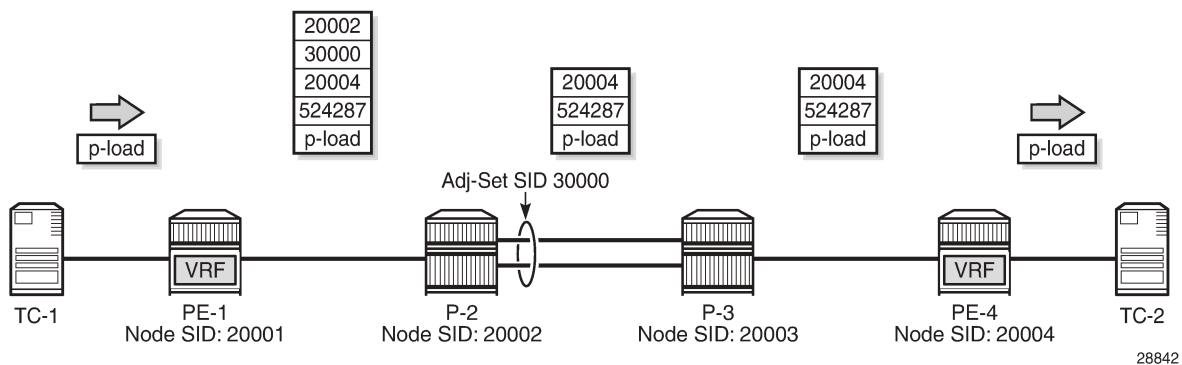 20002
30000
20004
524287
p-load
20004
524287
p-load
20004
524287
p-load
p-load
p-load
Adj-Set SID 30000
VRF
VRF
TC-1
PE-1
Node SID: 20001
P-2
Node SID: 20002
P-3
Node SID: 20003
PE-4
Node SID: 20004
TC-2
28842